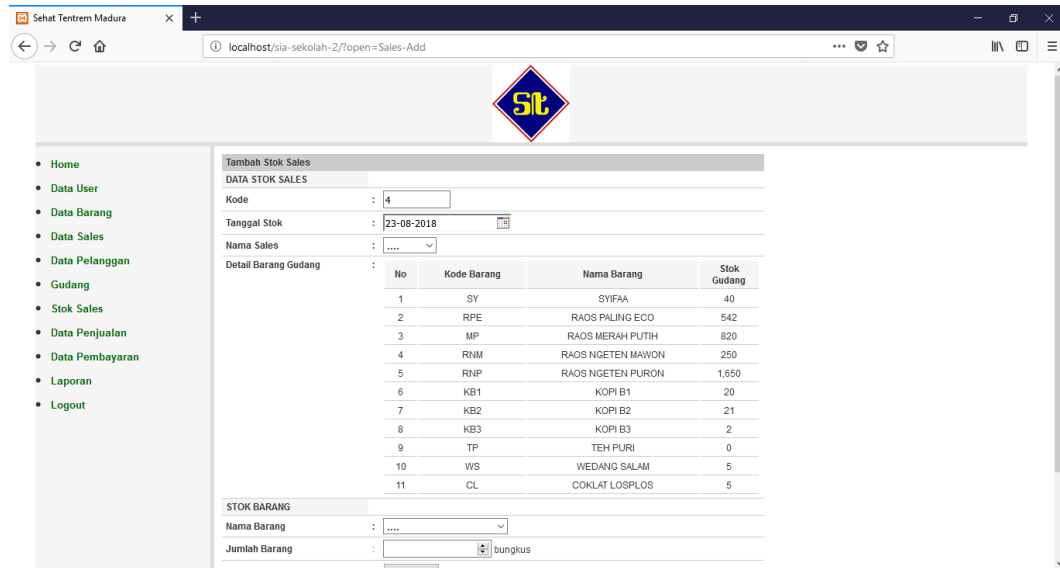 Sehat Tentrem Madura
localhost/sia-sekolah-2/?open=Sales-Add
St
Home
Data User
Data Barang
Data Sales
Data Pelanggan
Gudang
Stok Sales
Data Penjualan
Data Pembayaran
Laporan
Logout
Tambah Stok Sales
DATA STOK SALES
Kode : 4
Tanggal Stok : 23-08-2018
Nama Sales : ....
Detail Barang Gudang :
No Kode Barang Nama Barang Stok Gudang
1 SY SYIFAA 40
2 RPE RAOS PALING ECO 542
3 MP RAOS MERAH PUTIH 820
4 RNM RAOS NGETEN MAWON 250
5 RNP RAOS NGETEN PURON 1,650
6 KB1 KOPI B1 20
7 KB2 KOPI B2 21
8 KB3 KOPI B3 2
9 TP TEH PURI 0
10 WS WEDANG SALAM 5
11 CL COKLAT LOSPLOS 5
STOK BARANG
Nama Barang : ....
Jumlah Barang : bungkus